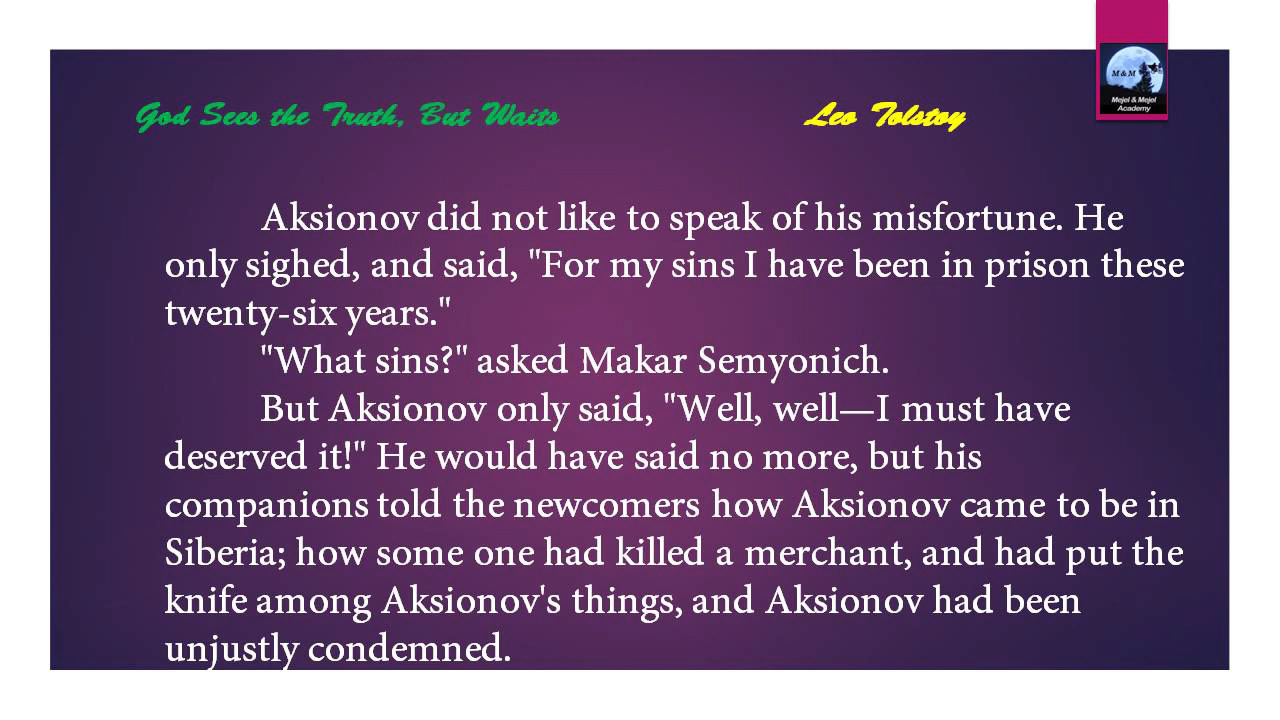 God Sees the Truth, But Waits Leo Tolstoy
M & M
Mejel & Mejel
Academy
Aksionov did not like to speak of his misfortune. He
only sighed, and said, "For my sins I have been in prison these
twenty-six years."
"What sins?" asked Makar Semyonich.
But Aksionov only said, "Well, well—I must have
deserved it!" He would have said no more, but his
companions told the newcomers how Aksionov came to be in
Siberia; how some one had killed a merchant, and had put the
knife among Aksionov's things, and Aksionov had been
unjustly condemned.